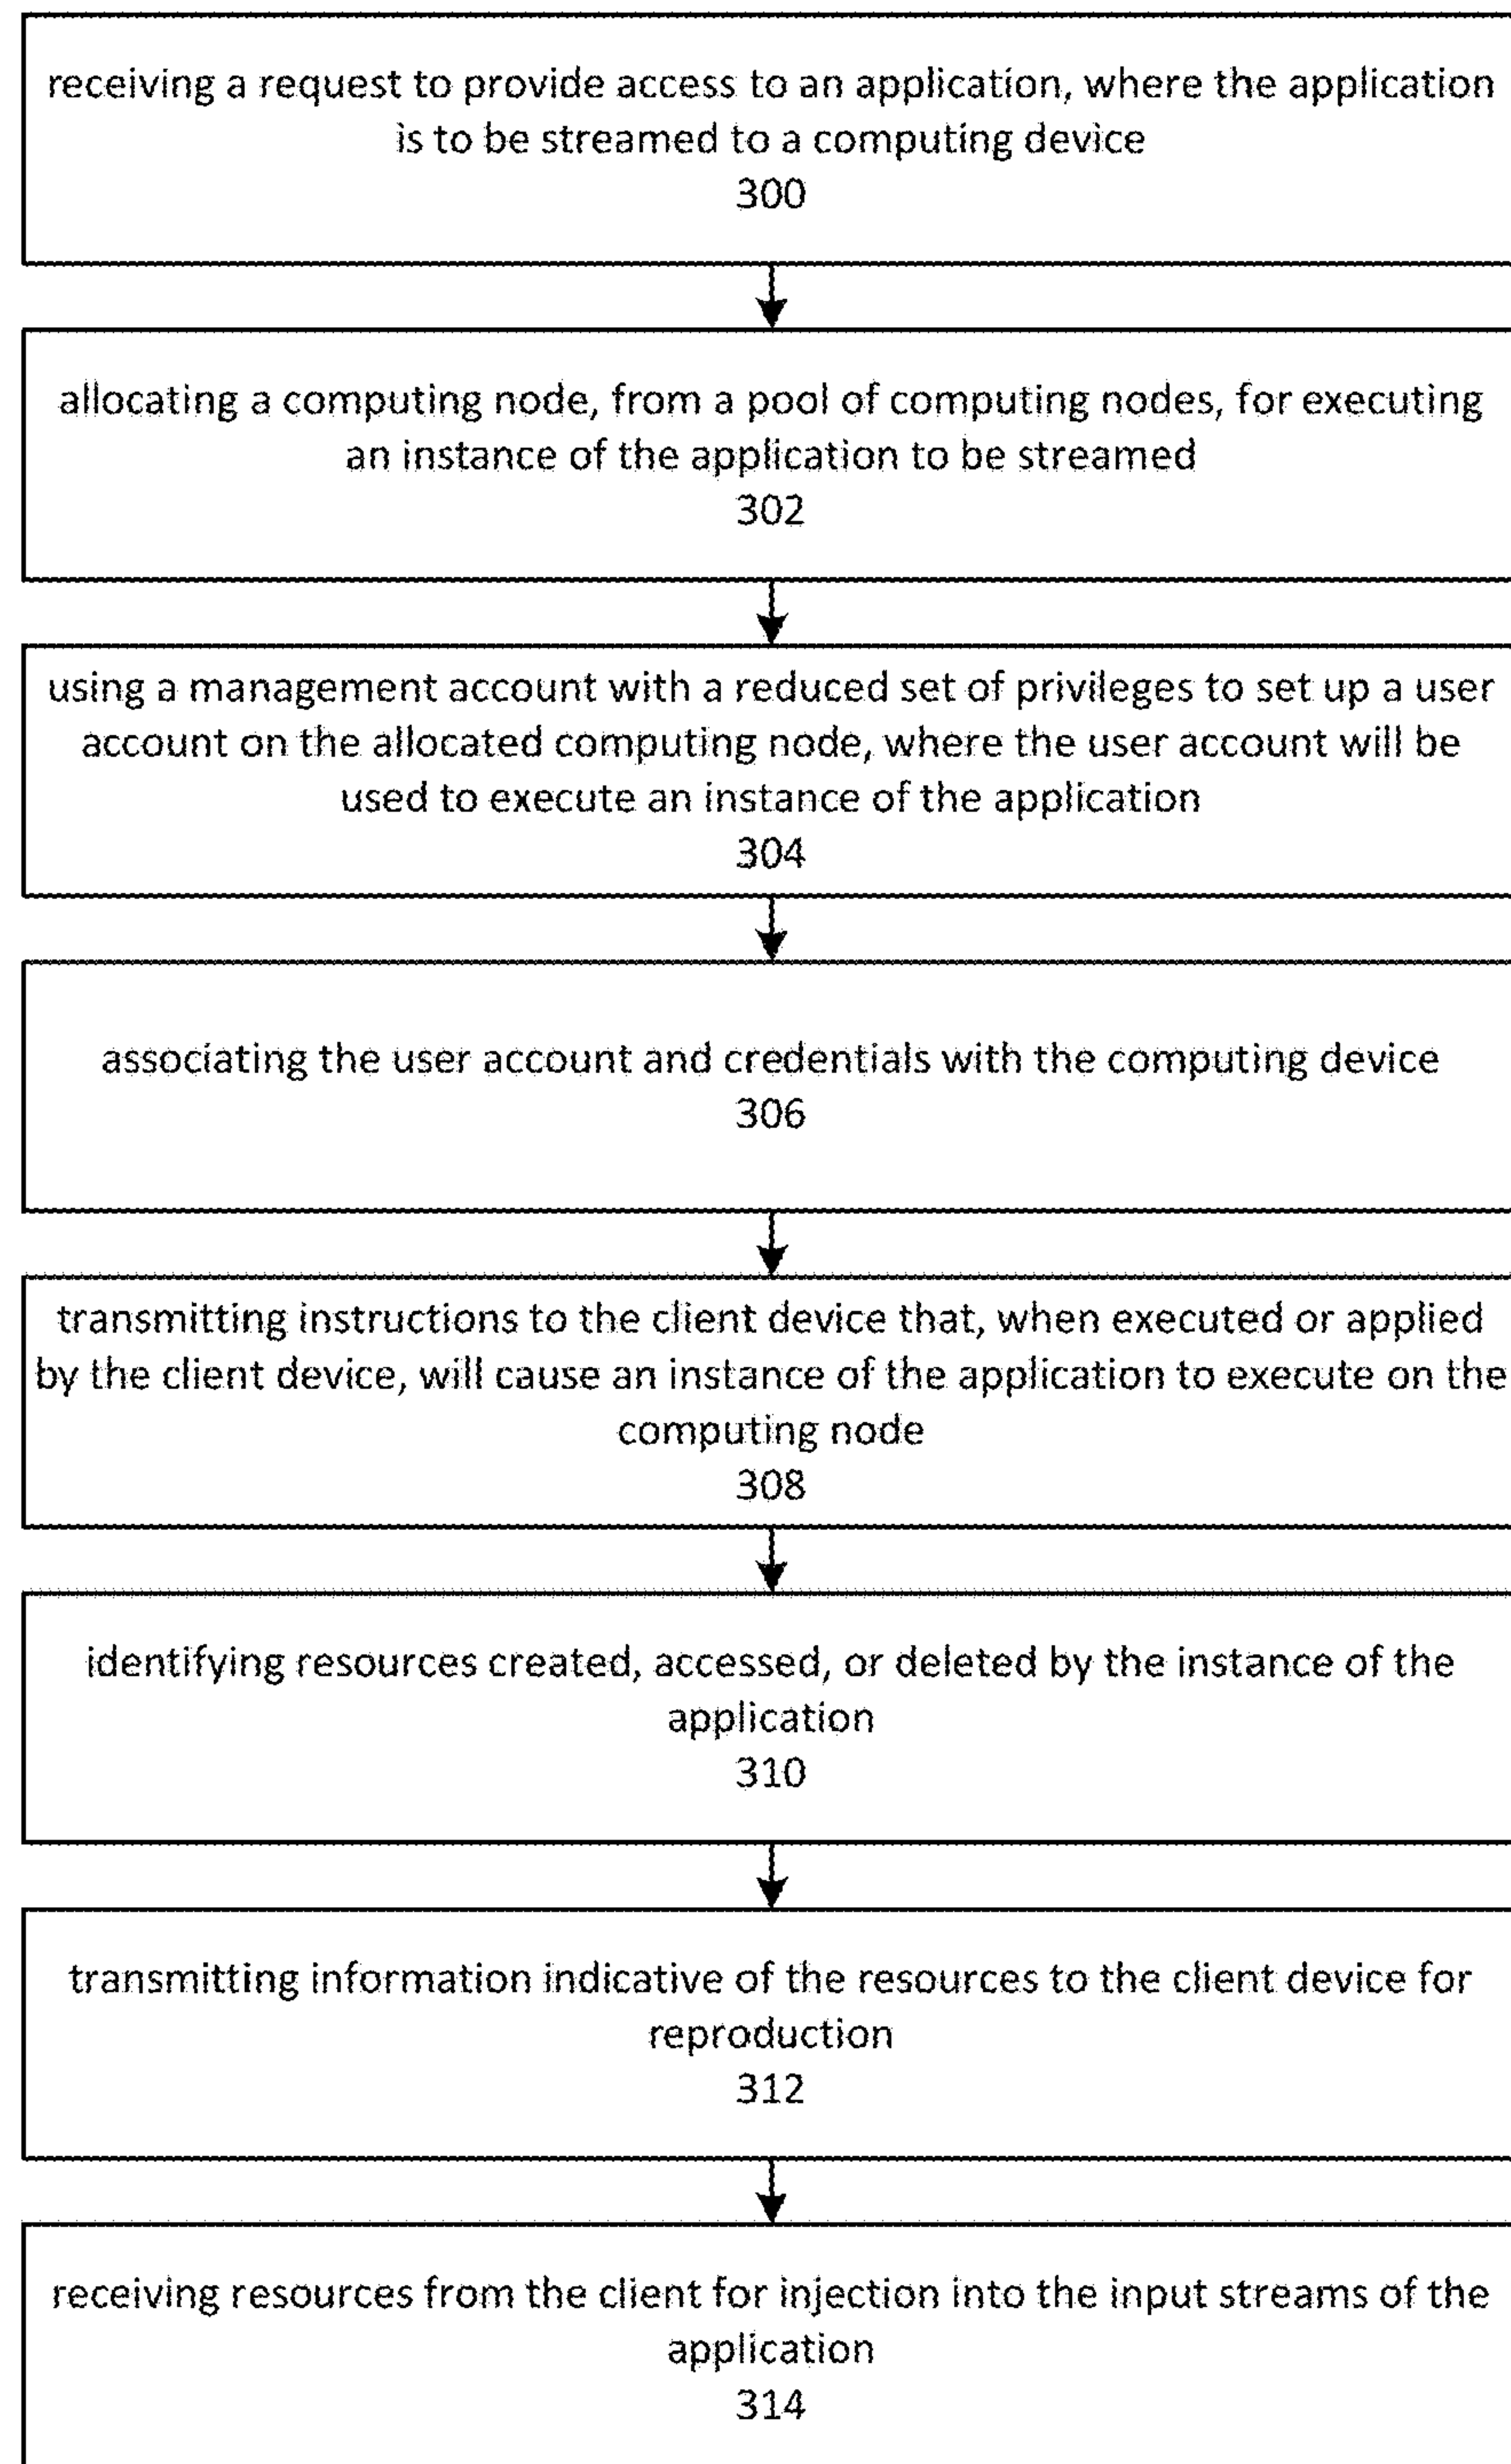 receiving a request to provide access to an application, where the application
is to be streamed to a computing device
300
allocating a computing node, from a pool of computing nodes, for executing
an instance of the application to be streamed
302
using a management account with a reduced set of privileges to set up a user
account on the allocated computing node, where the user account will be
used to execute an instance of the application
304
associating the user account and credentials with the computing device
306
transmitting instructions to the client device that, when executed or applied
by the client device, will cause an instance of the application to execute on the
computing node
308
identifying resources created, accessed, or deleted by the instance of the
application
310
transmitting information indicative of the resources to the client device for
reproduction
312
receiving resources from the client for injection into the input streams of the
application
314